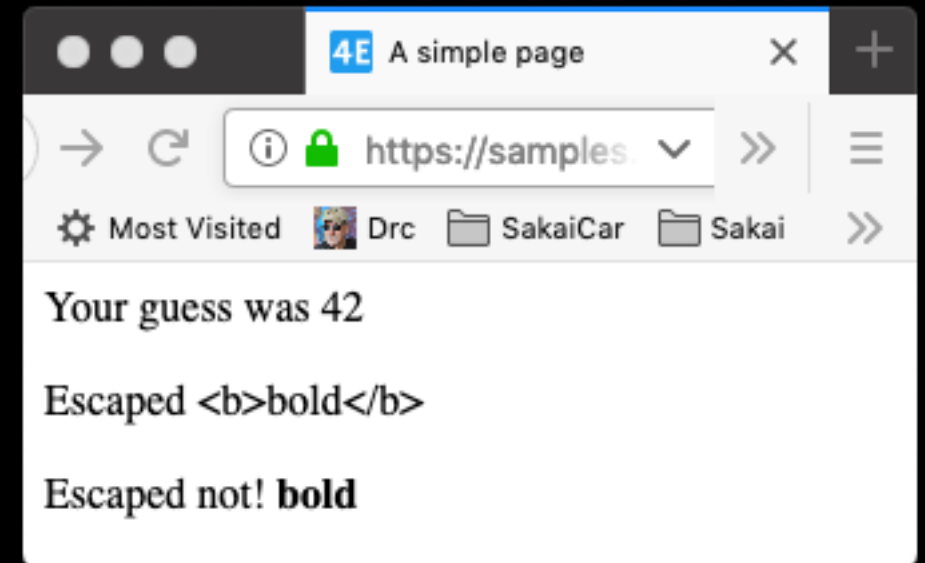 4E A simple page
https://samples.
Most Visited Drc SakaiCar Sakai
Your guess was 42
Escaped <b>bold</b>
Escaped not! bold